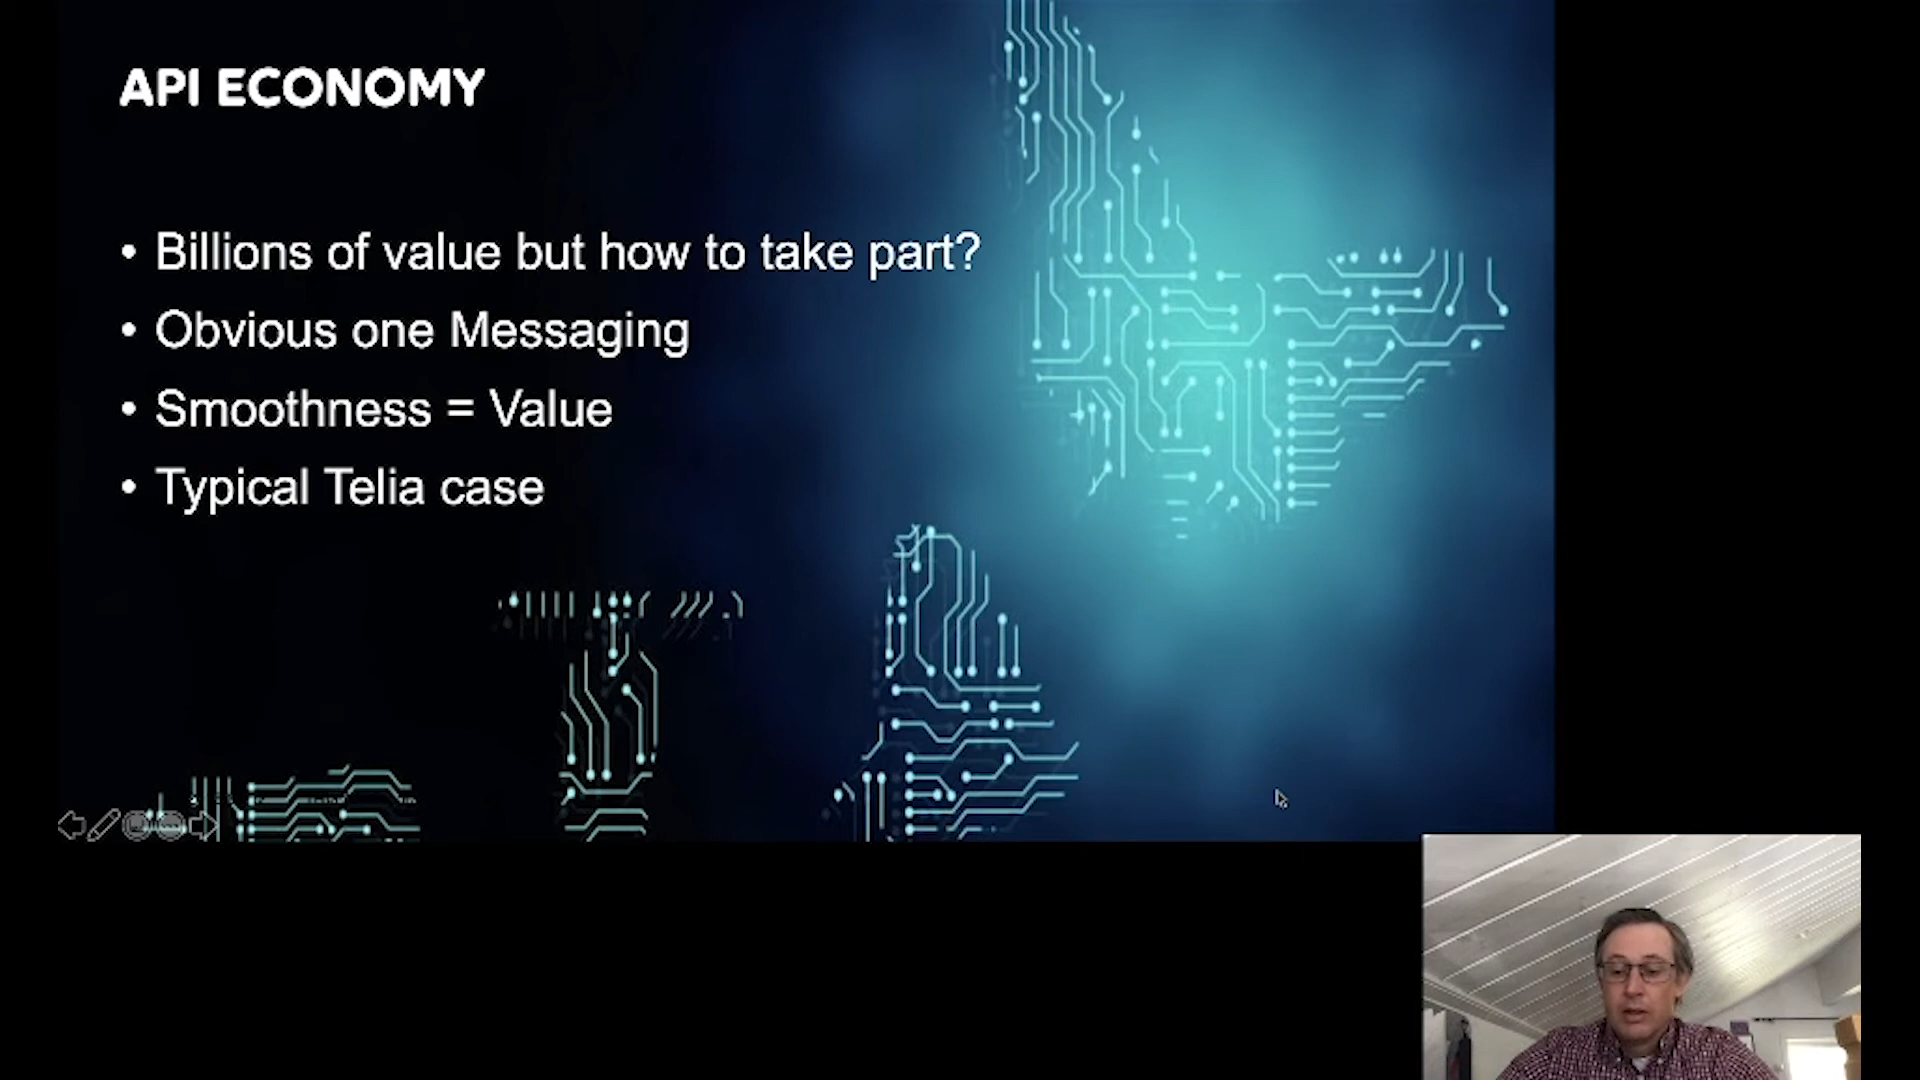 API ECONOMY
• Billions of value but how to take part?
• Obvious one Messaging
• Smoothness = Value
• Typical Telia case